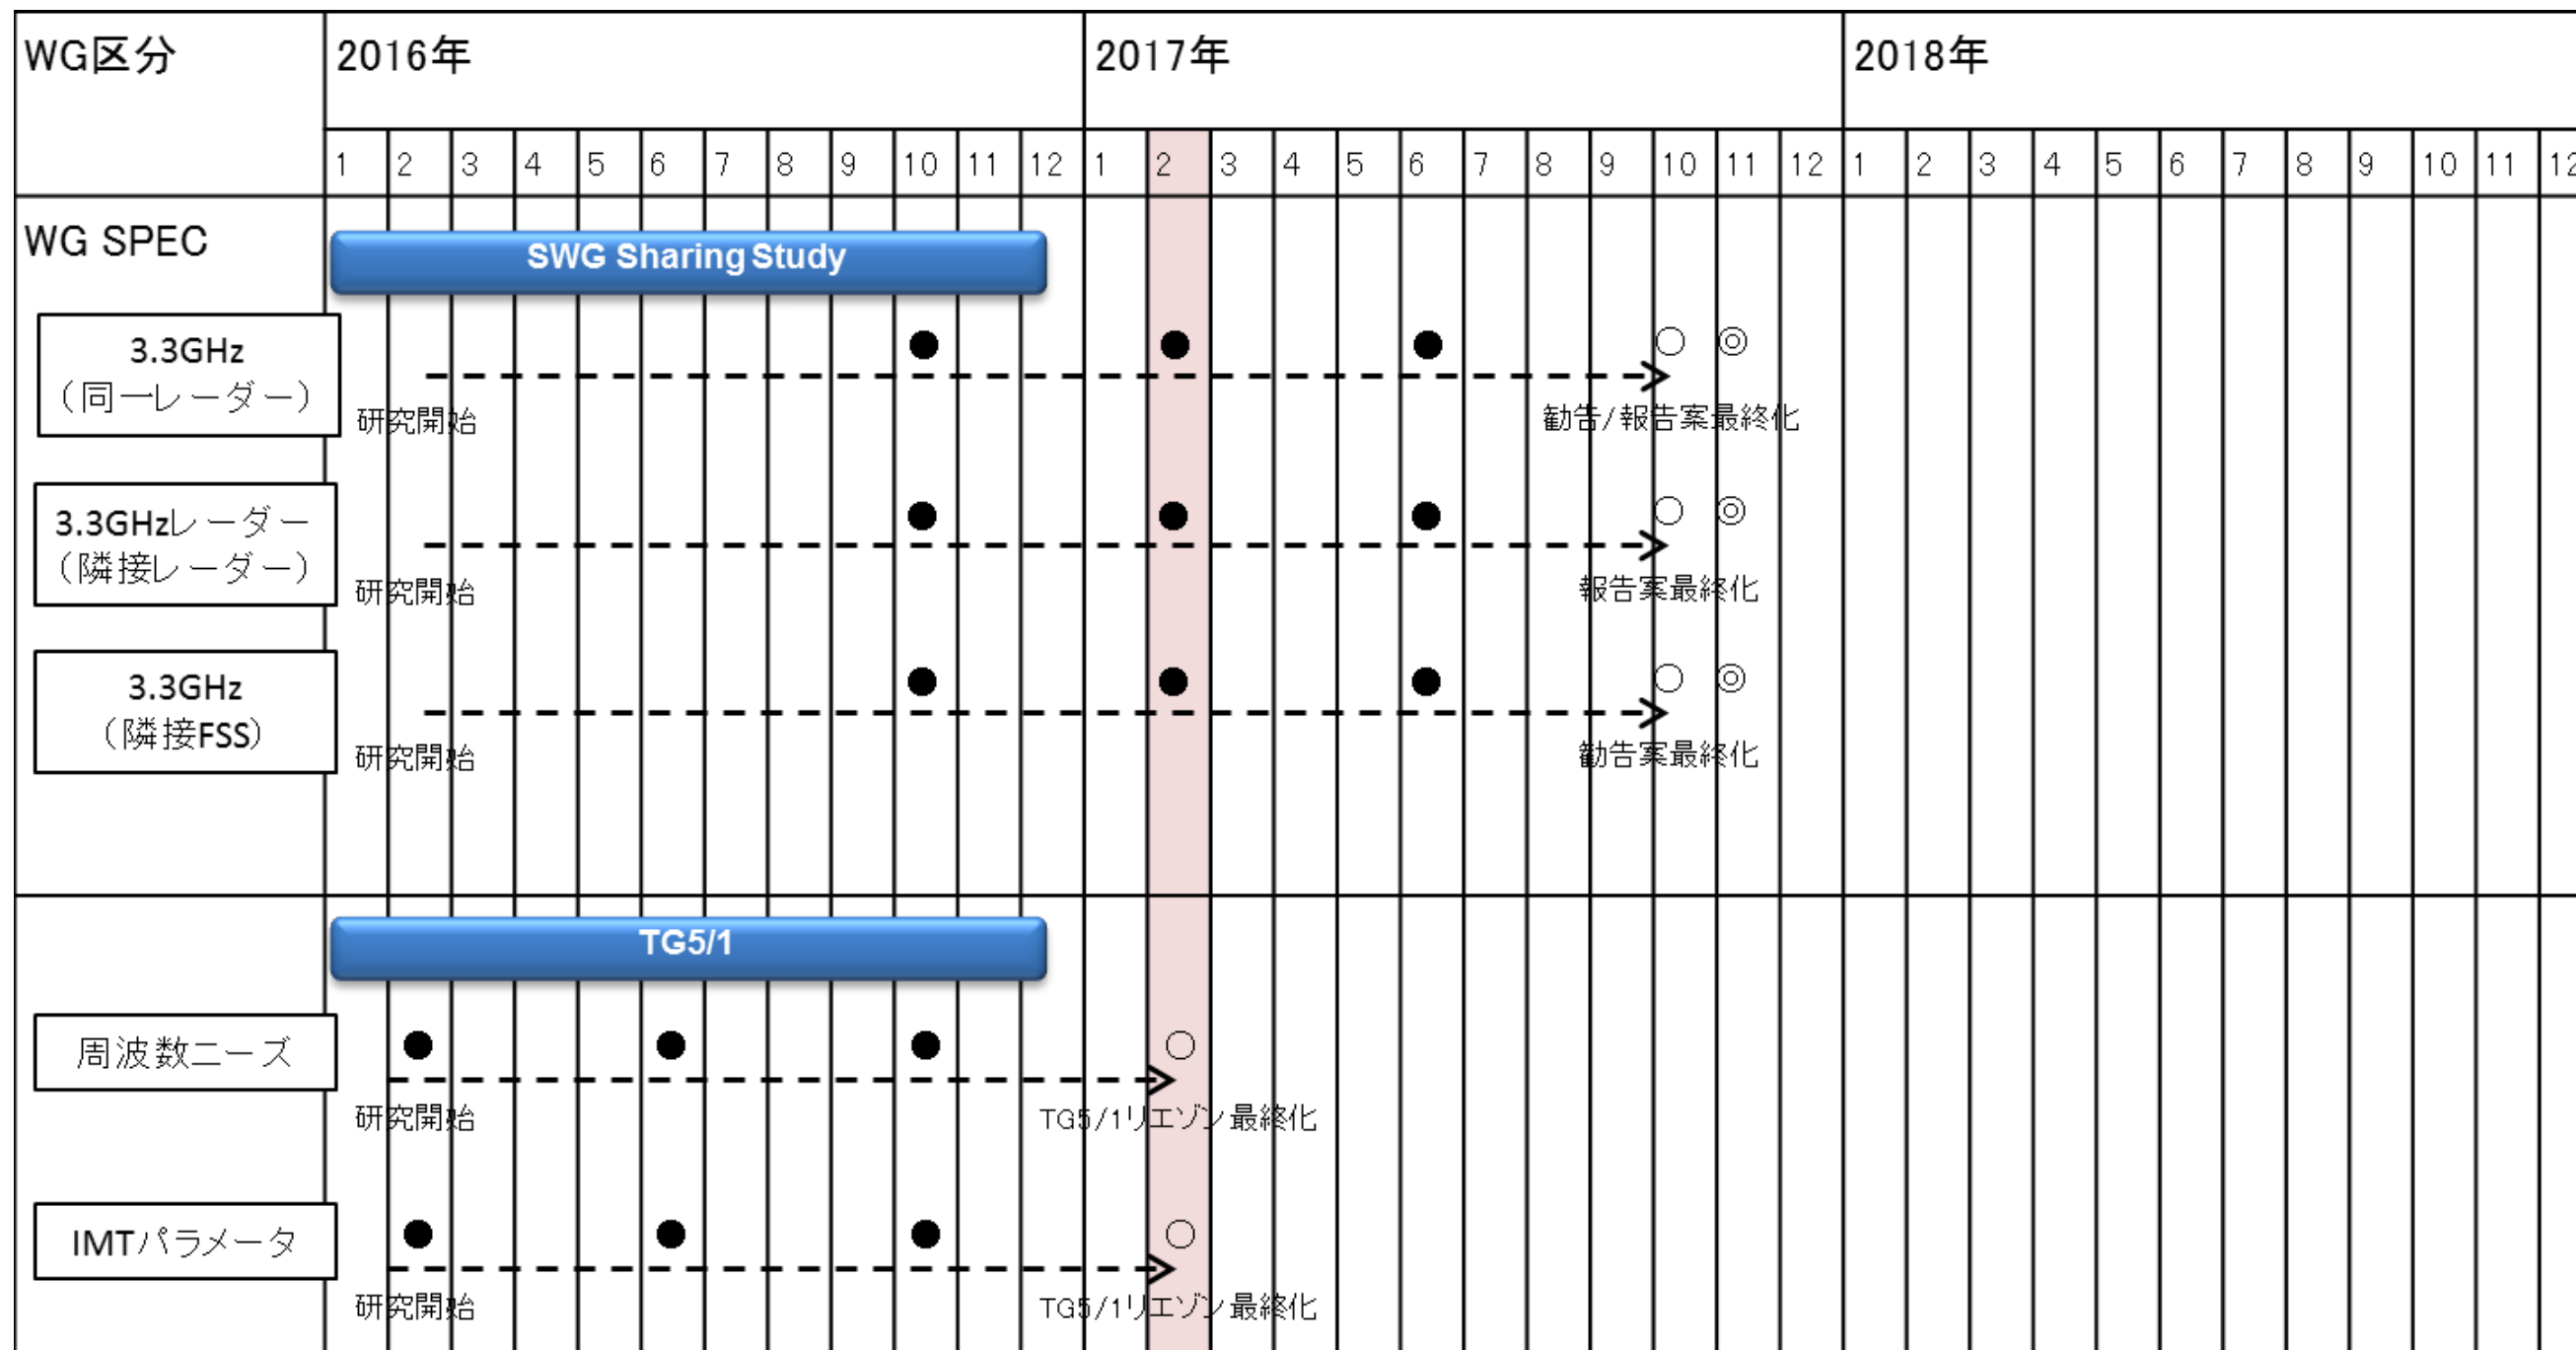 WG区分 2016年 2017年 2018年
1 2 3 4 5 6 7 8 9 10 11 12 1 2 3 4 5 6 7 8 9 10 11 12 1 2 3 4 5 6 7 8 9 10 11 12
WG SPEC
SWG Sharing Study
3.3GHz
（同一レーダー）
研究開始
勧告/報告案最終化
3.3GHzレーダー
（隣接レーダー）
研究開始
報告案最終化
3.3GHz
（隣接FSS）
研究開始
勧告案最終化
TG5/1
周波数ニーズ
研究開始
TG5/1リエゾン最終化
IMTパラメータ
研究開始
TG5/1リエゾン最終化